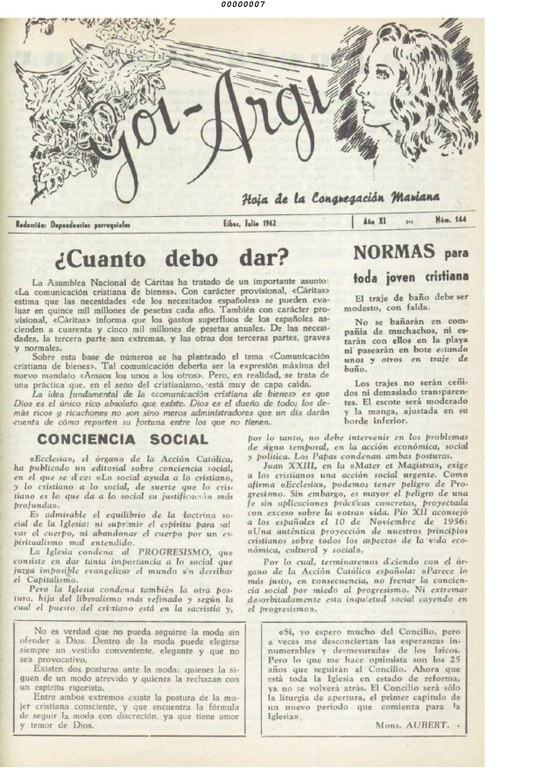 00000007
Goi-Argi
Hoja de la Congregación Mariana
Redacción: Dependencias parroquiales
Eibar, Julio 1962
Año XI
Núm. 144
¿Cuanto debo dar?
La Asamblea Nacional de Cáritas ha tratado de un importante asunto:
«La comunicación cristiana de bienes». Con carácter provisional, «Cáritas»
estima que las necesidades «de los necesitados españoles» se pueden eva-
luar en quince mil millones de pesetas cada año. También con carácter pro-
visional, «Cáritas» informa que los gastos superfluos de los españoles as-
cienden a cuarenta y cinco mil millones de pesetas anuales. De las necesi-
dades, la tercera parte son extremas, y las otras dos terceras partes, graves
y normales.
Sobre esta base de números se ha planteado el tema «Comunicación
cristiana de bienes». Tal comunicación debería ser la expresión máxima del
nuevo mandato «Amaos los unos a los otros». Pero, en realidad, se trata de
una práctica que, en el seno del cristianismo, está muy de capa caída.
La idea fundamental de la «comunicación cristiana de bienes» es que
Dios es el único rico absoluto que existe. Dios es el dueño de todo; los de-
más ricos y ricachones no son sino meros administradores que un día darán
cuenta de cómo reparten su fortuna entre los que no tienen.
NORMAS para
toda joven cristiana
El traje de baño debe ser
modesto, con falda.
No se bañarán en com-
pañía de muchachos, ni es-
tarán con ellos en la playa
ni pasearán en bote estando
unos y otros en traje de
baño.
Los trajes no serán ceñi-
dos ni demasiado transparen-
tes. El escote será moderado
y la manga, ajustada en su
borde inferior.
CONCIENCIA SOCIAL
«Ecclesia», el órgano de la Acción Católica,
ha publicado un editorial sobre conciencia social,
en el que se dice: «Lo social ayuda a lo cristiano,
y lo cristiano a lo social, de suerte que lo cris-
tiano es lo que da a lo social su justificación más
profunda».
Es admirable el equilibrio de la doctrina so-
cial de la Iglesia: ni suprimir el espíritu para sal
var el cuerpo, ni abandonar el cuerpo por un es-
piritualismo mal entendido.
La Iglesia condena al PROGRESISMO, que
consiste en dar tanta importancia a lo social que
juzga imposible evangelizar el mundo sin derribar
el Capitalismo.
Pero la Iglesia condena también la otra pos-
tura, hija del liberalismo más refinado y según la
cual el puesto del cristiano está en la sacristía y,
por lo tanto, no debe intervenir en los problemas
de signo temporal, en la acción económica, social
y política. Los Papas condenan ambas posturas.
Juan XXIII, en la «Mater et Magistra», exige
a los cristianos una acción social urgente. Como
afirma «Ecclesia», podemos tener peligro de Pro-
gresismo. Sin embargo, es mayor el peligro de una
fe sin aplicaciones prácticas concretas, proyectada
con exceso sobre la «otra» vida. Pío XII aconsejó
a los españoles el 10 de Noviembre de 1956:
«Una auténtica proyección de nuestros principios
cristianos sobre todos los aspectos de la vida eco-
nómica, cultural y social».
Por lo cual, terminaremos diciendo con el ór-
gano de la Acción Católica española: «Parece lo
más justo, en consecuencia, no frenar la concien-
cia social por miedo al progresismo. Ni extremar
desorbitadamente esta inquietud social cayendo en
el progresismo».
No es verdad que no pueda seguirse la moda sin
ofender a Dios. Dentro de la moda puede elegirse
siempre un vestido conveniente, elegante y que no
sea provocativo.
Existen dos posturas ante la moda: quienes la si-
guen de un modo atrevido y quienes la rechazan con
un espíritu rigorista.
Entre ambos extremos existe la postura de la mu-
jer cristiana consciente, y que encuentra la fórmula
de seguir la moda con discreción, ya que tiene amor
y temor de Dios.
«Si, yo espero mucho del Concilio, pero
a veces me desconciertan las esperanzas in-
numerables y desmesuradas de los laicos.
Pero lo que me hace optimista son los 25
años que seguirán al Concilio. Ahora que
está toda la Iglesia en estado de reforma,
ya no se volverá atrás. El Concilio será sólo
la liturgia de apertura, el primer capítulo de
un nuevo periodo que comienta para la
Iglesia».
Mons. AUBERT.